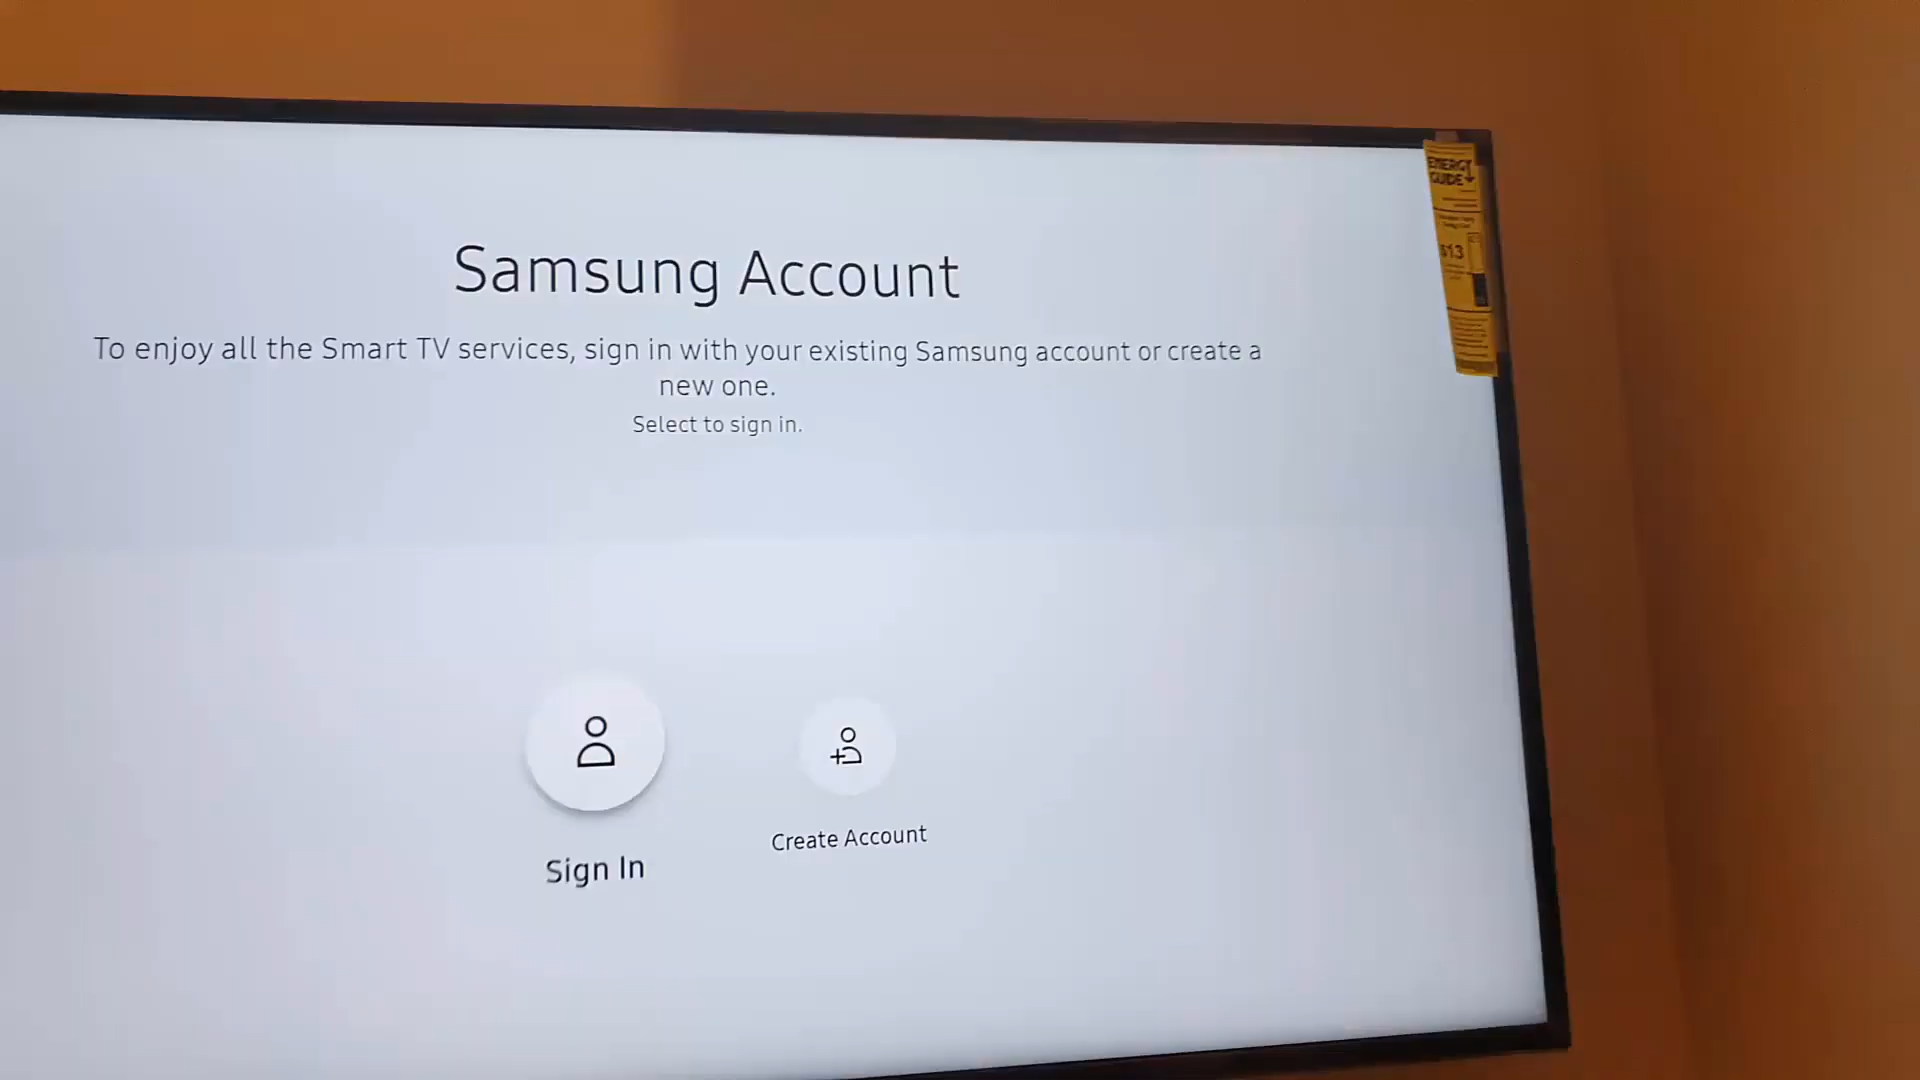 Samsung Account
To enjoy all the Smart TV services, sign in with your existing Samsung account or create a
new one.
Select to sign in.
Sign In
Create Account
ENERGY
GUIDE
$13